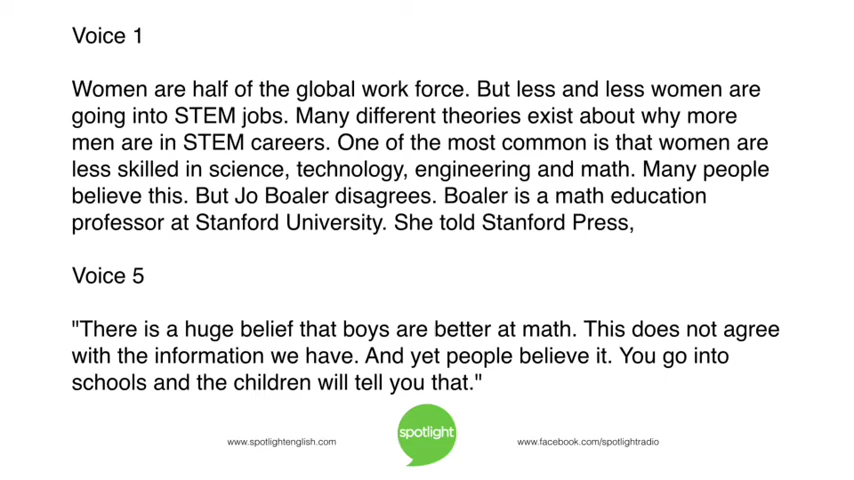 Voice 1
Women are half of the global work force. But less and less women are
going into STEM jobs. Many different theories exist about why more
men are in STEM careers. One of the most common is that women are
less skilled in science, technology, engineering and math. Many people
believe this. But Jo Boaler disagrees. Boaler is a math education
professor at Stanford University. She told Stanford Press,
Voice 5
"There is a huge belief that boys are better at math. This does not agree
with the information we have. And yet people believe it. You go into
schools and the children will tell you that."
www.spotlightenglish.com
spotlight
www.facebook.com/spotlightradio